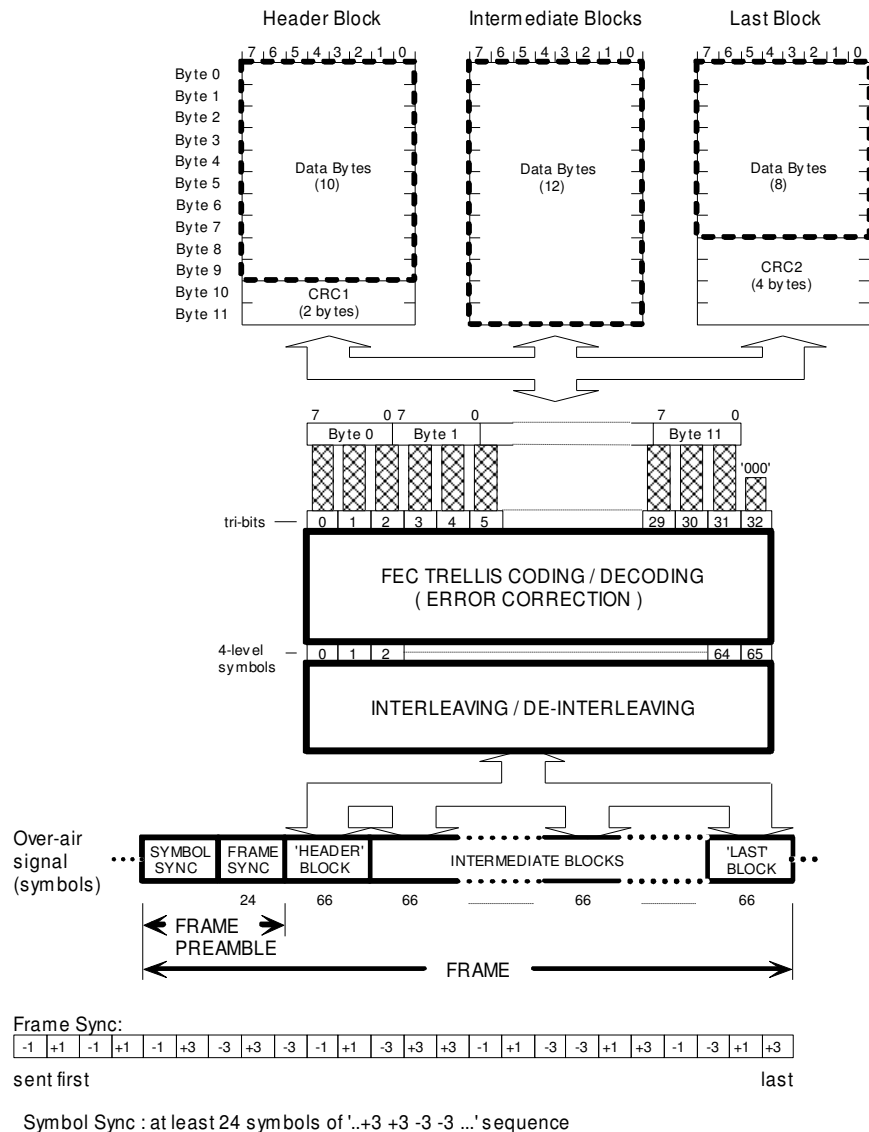 Header Block Intermediate Blocks Last Block
7 6 5 4 3 2 1 0 7 6 5 4 3 2 1 0 7 6 5 4 3 2 1 0
Byte 0
Byte 1
Byte 2
Byte 3
Byte 4
Byte 5
Byte 6
Byte 7
Byte 8
Byte 9
Byte 10
Byte 11
Data Bytes
(10)
CRC1
(2 bytes)
Data Bytes
(12)
Data Bytes
(8)
CRC2
(4 bytes)
7 0 7 0 7 0
Byte 0 Byte 1 Byte 11
'000'
tri-bits 0 1 2 3 4 5 29 30 31 32
FEC TRELLIS CODING / DECODING
( ERROR CORRECTION )
4-level
symbols
0 1 2 64 65
INTERLEAVING / DE-INTERLEAVING
Over-air
signal
(symbols)
SYMBOL
SYNC
FRAME
SYNC
'HEADER'
BLOCK
INTERMEDIATE BLOCKS
'LAST'
BLOCK
24 66 66 66 66
FRAME
PREAMBLE
FRAME
Frame Sync:
-1 +1 -1 +1 -1 +3 -3 +3 -3 -1 +1 -3 +3 +3 -1 +1 -3 -3 +1 +3 -1 -3 +1 +3
sent first last
Symbol Sync : at least 24 symbols of '..+3 +3 -3 -3 ...' sequence